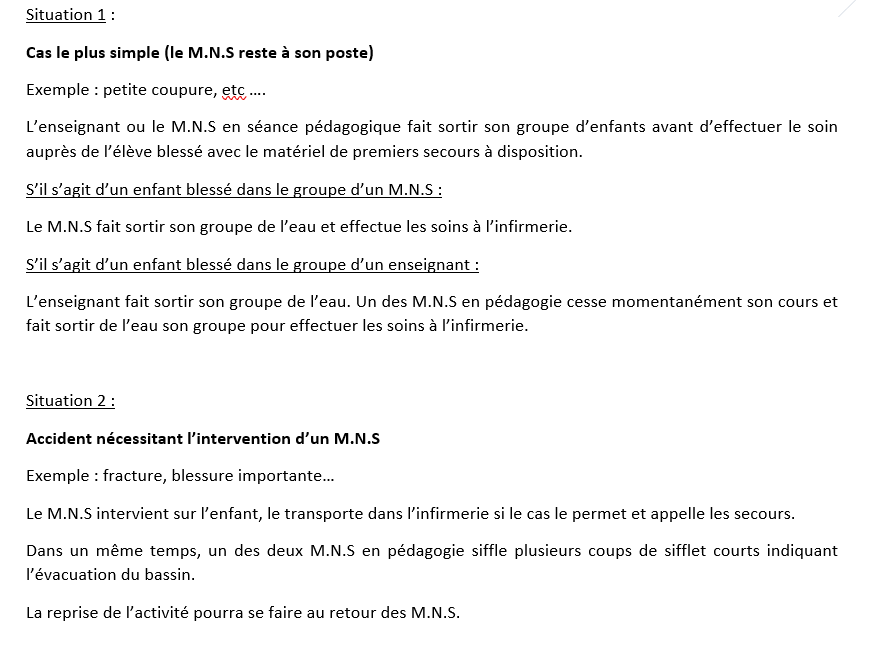 Situation 1 :
Cas le plus simple (le M.N.S reste à son poste)
Exemple : petite coupure, etc ....
L’enseignant ou le M.N.S en séance pédagogique fait sortir son groupe d’enfants avant d’effectuer le soin
auprès de l’élève blessé avec le matériel de premiers secours à disposition.
S’il s’agit d’un enfant blessé dans le groupe d’un M.N.S :
Le M.N.S fait sortir son groupe de l’eau et effectue les soins à l’infirmerie.
S’il s’agit d’un enfant blessé dans le groupe d’un enseignant :
L’enseignant fait sortir son groupe de l’eau. Un des M.N.S en pédagogie cesse momentanément son cours et
fait sortir de l’eau son groupe pour effectuer les soins à l’infirmerie.
Situation 2 :
Accident nécessitant l’intervention d’un M.N.S
Exemple : fracture, blessure importante…
Le M.N.S intervient sur l’enfant, le transporte dans l’infirmerie si le cas le permet et appelle les secours.
Dans un même temps, un des deux M.N.S en pédagogie siffle plusieurs coups de sifflet courts indiquant
l’évacuation du bassin.
La reprise de l’activité pourra se faire au retour des M.N.S.